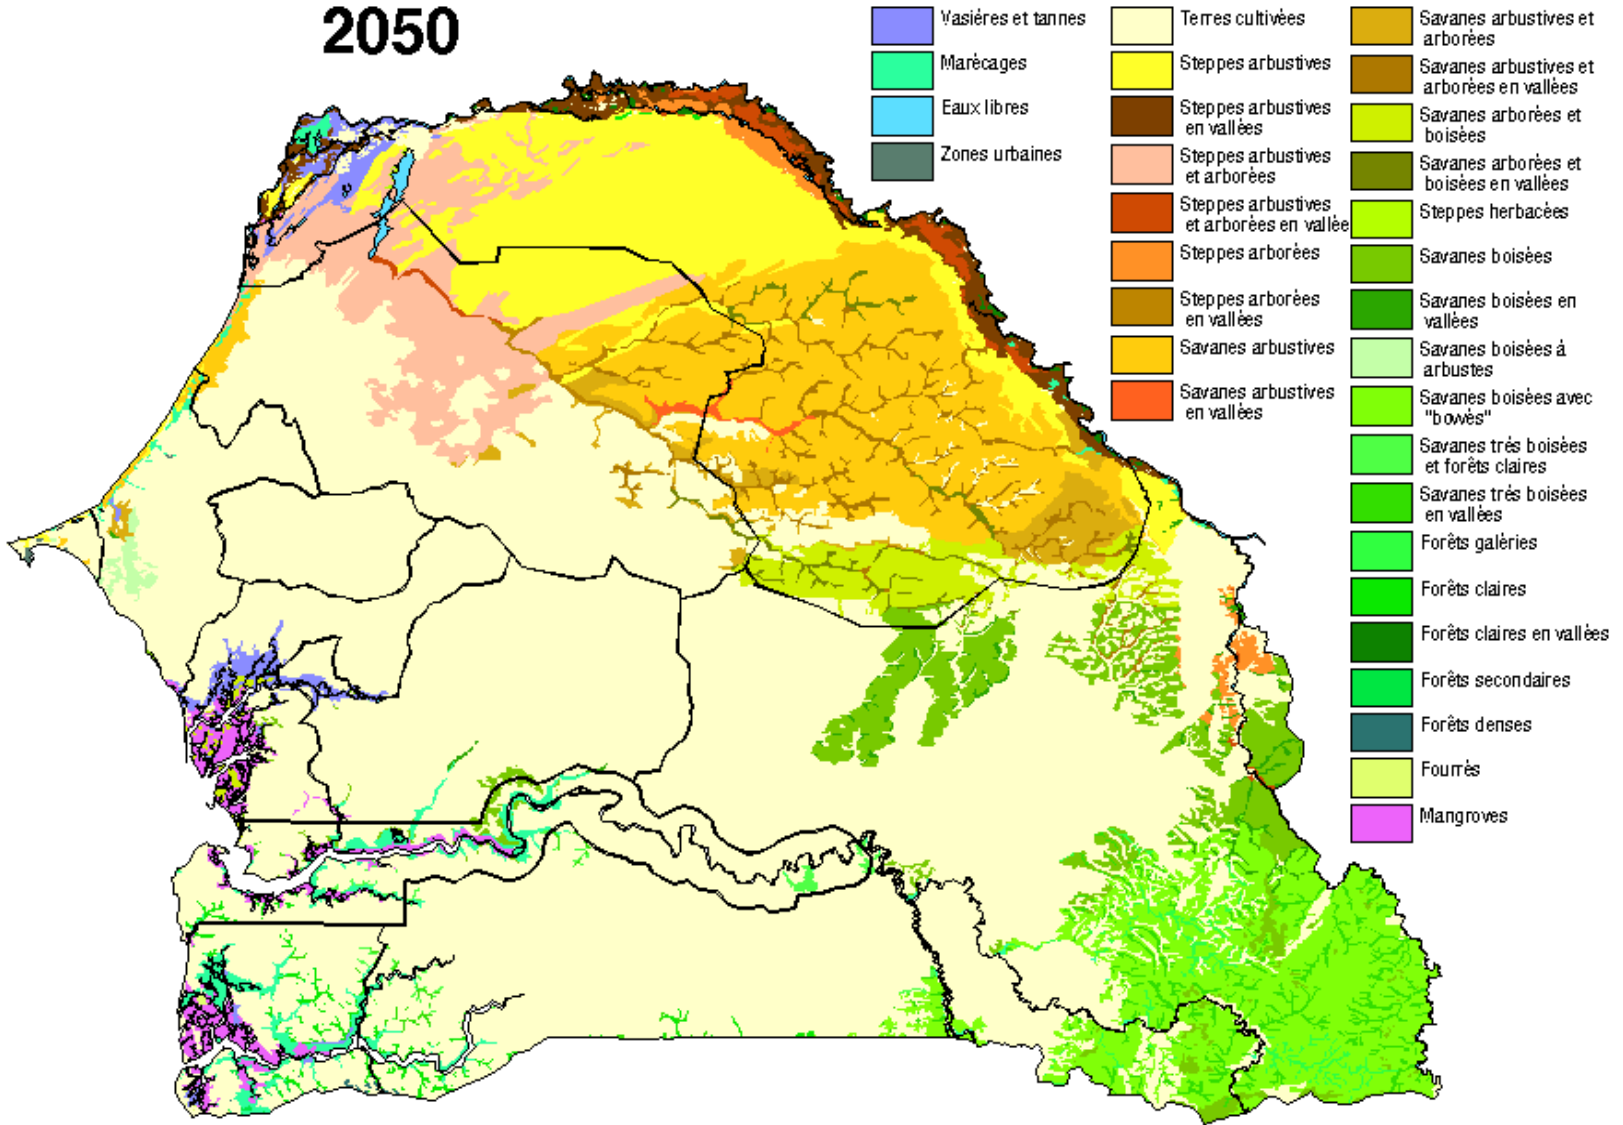 2050
Vasiéres et tannes
Marécages
Eaux libres
Zones urbaines
Terres cultivées
Steppes arbustives
Steppes arbustives
en vallées
Steppes arbustives
et arborées
Steppes arbustives
et arborées en vallée
Steppes arborées
Steppes arborées
en vallées
Savanes arbustives
Savanes arbustives
en vallées
Savanes arbustives et
arborées
Savanes arbustives et
arborées en vallées
Savanes arborées et
boisées
Savanes arborées et
boisées en vallées
Steppes herbacées
Savanes boisées
Savanes boisées en
vallées
Savanes boisées á
arbustes
Savanes boisées avec
"bowés"
Savanes trés boisées
et forêts claires
Savanes trés boisées
en vallées
Forêts galéries
Forêts claires
Forêts claires en vallées
Forêts secondaires
Forêts denses
Fourrés
Mangroves